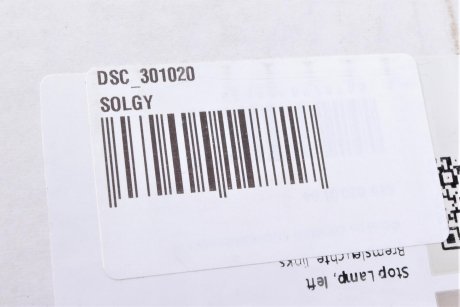 DSC_301020
SOLGY
Stop Lamp, left
Bremsleuchte links